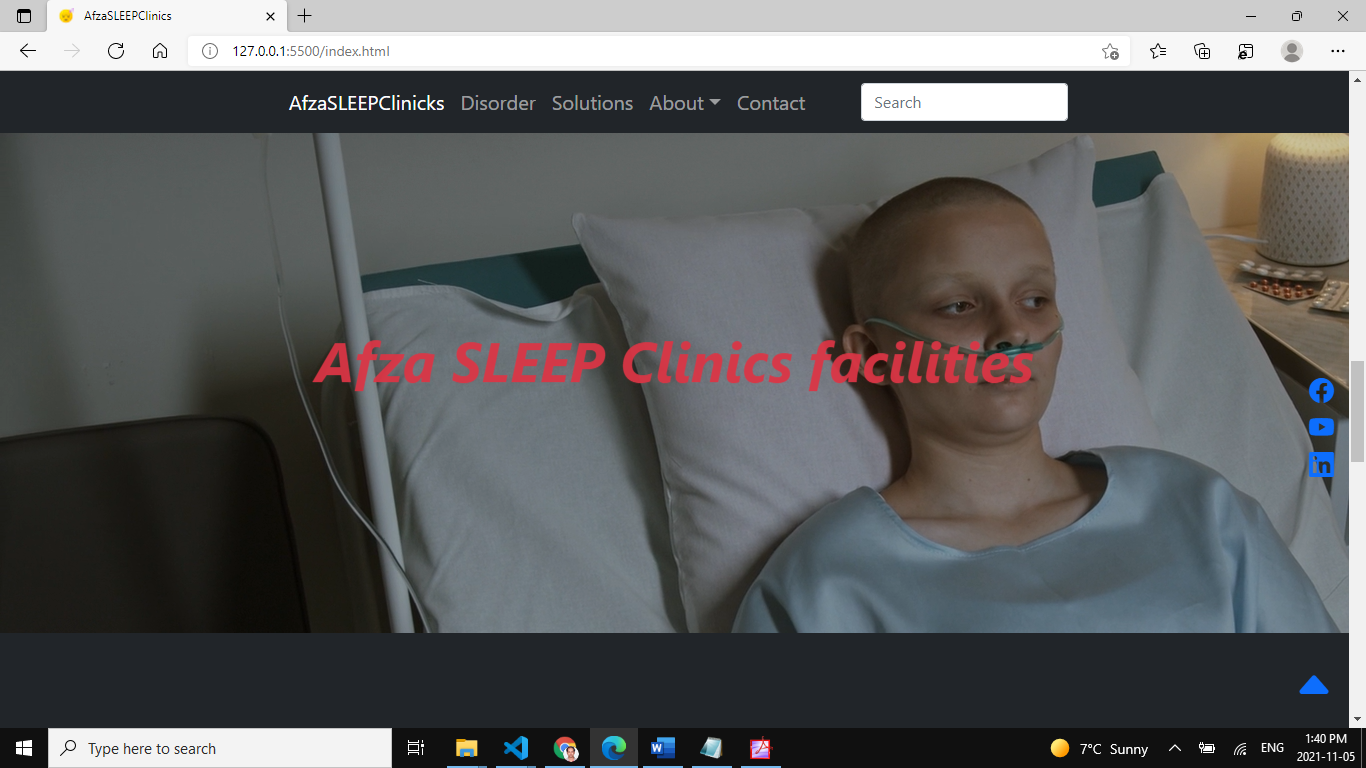 AfzaSLEEPClinics
127.0.0.1:5500/index.html
AfzaSLEEPClinicks Disorder Solutions About Contact Search
Afza SLEEP Clinics facilities
in
Type here to search
7°C Sunny
ENG
1:40 PM
2021-11-05